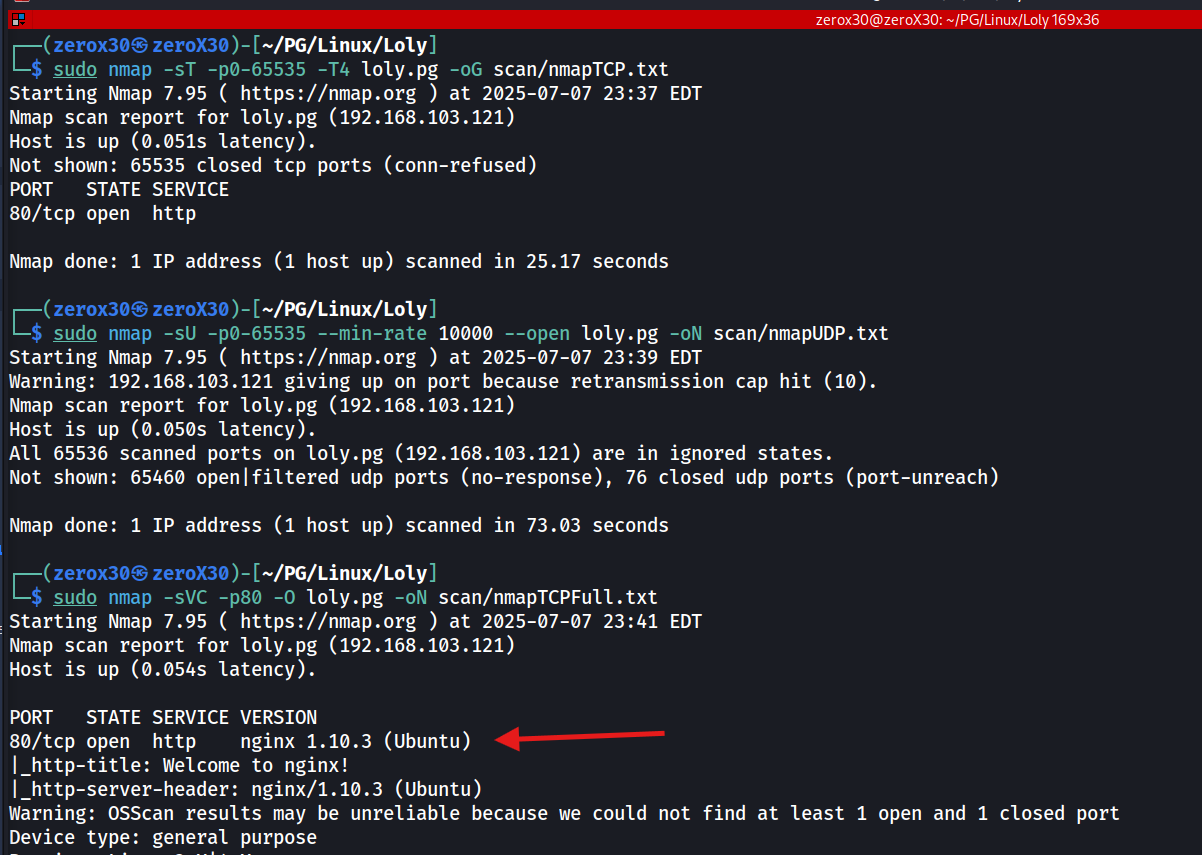 zerox30@zeroX30: ~/PG/Linux/Loly 169x36
┌──(zerox30㉿zeroX30)-[~/PG/Linux/Loly]
└─$ sudo nmap -sT -p0-65535 -T4 loly.pg -oG scan/nmapTCP.txt
Starting Nmap 7.95 ( https://nmap.org ) at 2025-07-07 23:37 EDT
Nmap scan report for loly.pg (192.168.103.121)
Host is up (0.051s latency).
Not shown: 65535 closed tcp ports (conn-refused)
PORT   STATE SERVICE
80/tcp open  http
Nmap done: 1 IP address (1 host up) scanned in 25.17 seconds
┌──(zerox30㉿zeroX30)-[~/PG/Linux/Loly]
└─$ sudo nmap -sU -p0-65535 --min-rate 10000 --open loly.pg -oN scan/nmapUDP.txt
Starting Nmap 7.95 ( https://nmap.org ) at 2025-07-07 23:39 EDT
Warning: 192.168.103.121 giving up on port because retransmission cap hit (10).
Nmap scan report for loly.pg (192.168.103.121)
Host is up (0.050s latency).
All 65536 scanned ports on loly.pg (192.168.103.121) are in ignored states.
Not shown: 65460 open|filtered udp ports (no-response), 76 closed udp ports (port-unreach)
Nmap done: 1 IP address (1 host up) scanned in 73.03 seconds
┌──(zerox30㉿zeroX30)-[~/PG/Linux/Loly]
└─$ sudo nmap -sVC -p80 -O loly.pg -oN scan/nmapTCPFull.txt
Starting Nmap 7.95 ( https://nmap.org ) at 2025-07-07 23:41 EDT
Nmap scan report for loly.pg (192.168.103.121)
Host is up (0.054s latency).
PORT   STATE SERVICE VERSION
80/tcp open  http    nginx 1.10.3 (Ubuntu)
|_http-title: Welcome to nginx!
|_http-server-header: nginx/1.10.3 (Ubuntu)
Warning: OSScan results may be unreliable because we could not find at least 1 open and 1 closed port
Device type: general purpose